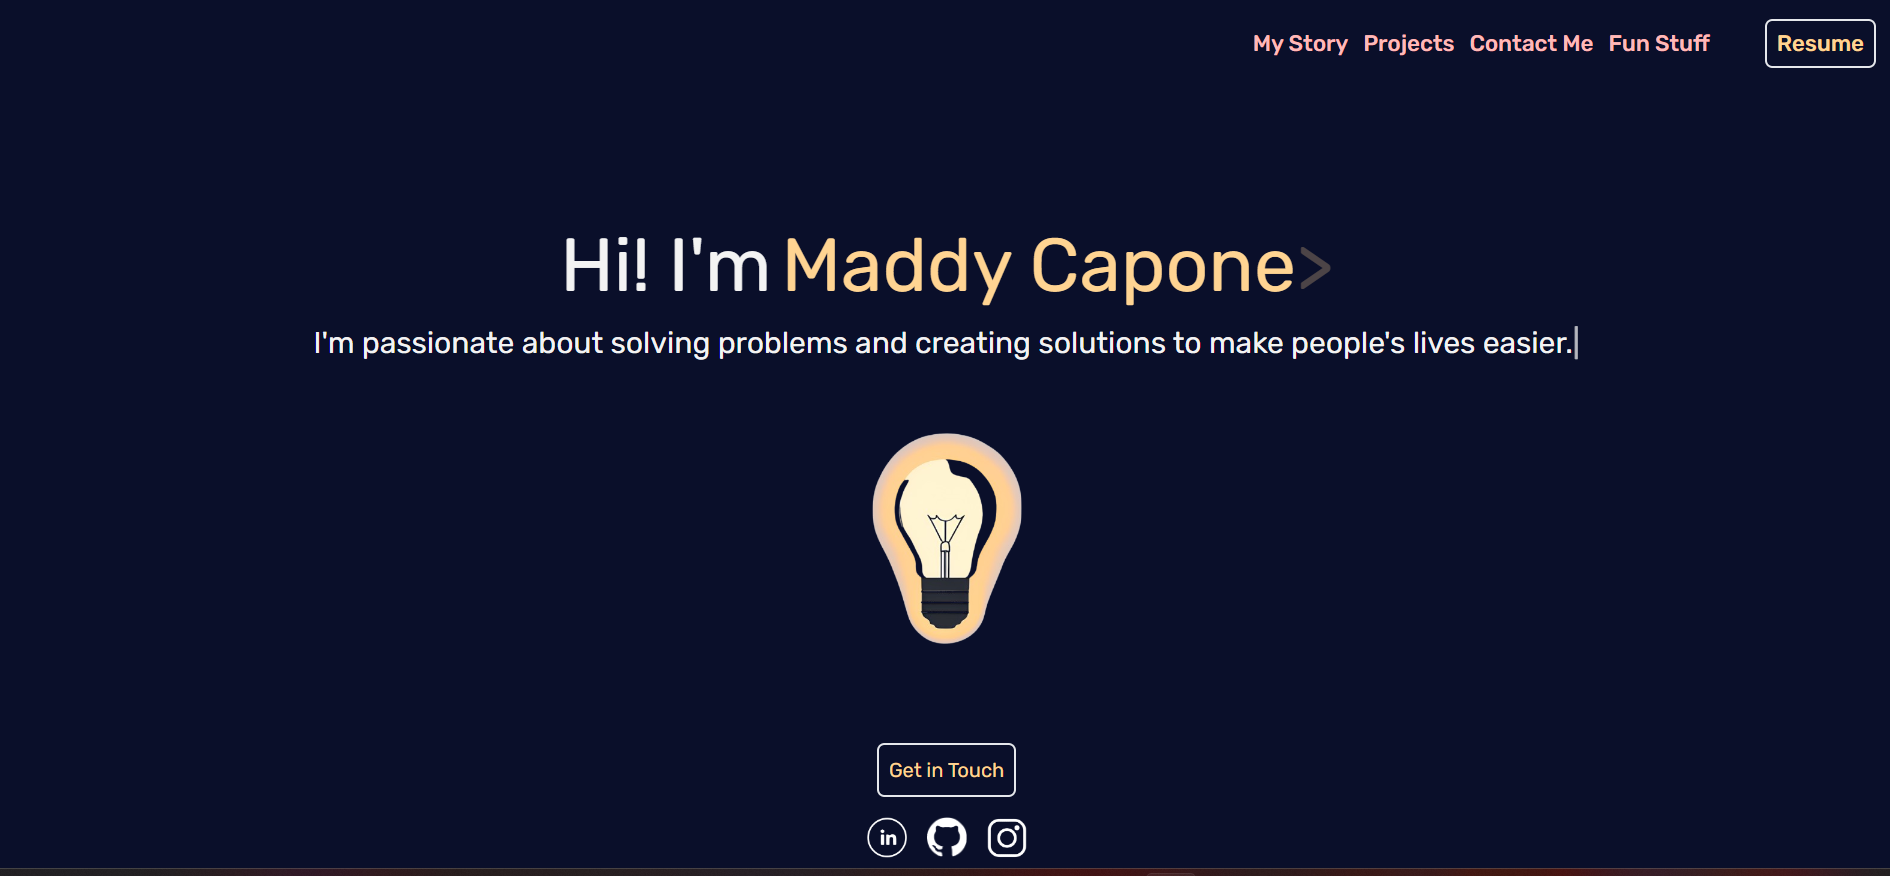 My Story Projects Contact Me Fun Stuff Resume
Hi! I'm Maddy Capone>
I'm passionate about solving problems and creating solutions to make people's lives easier.|
Get in Touch
in